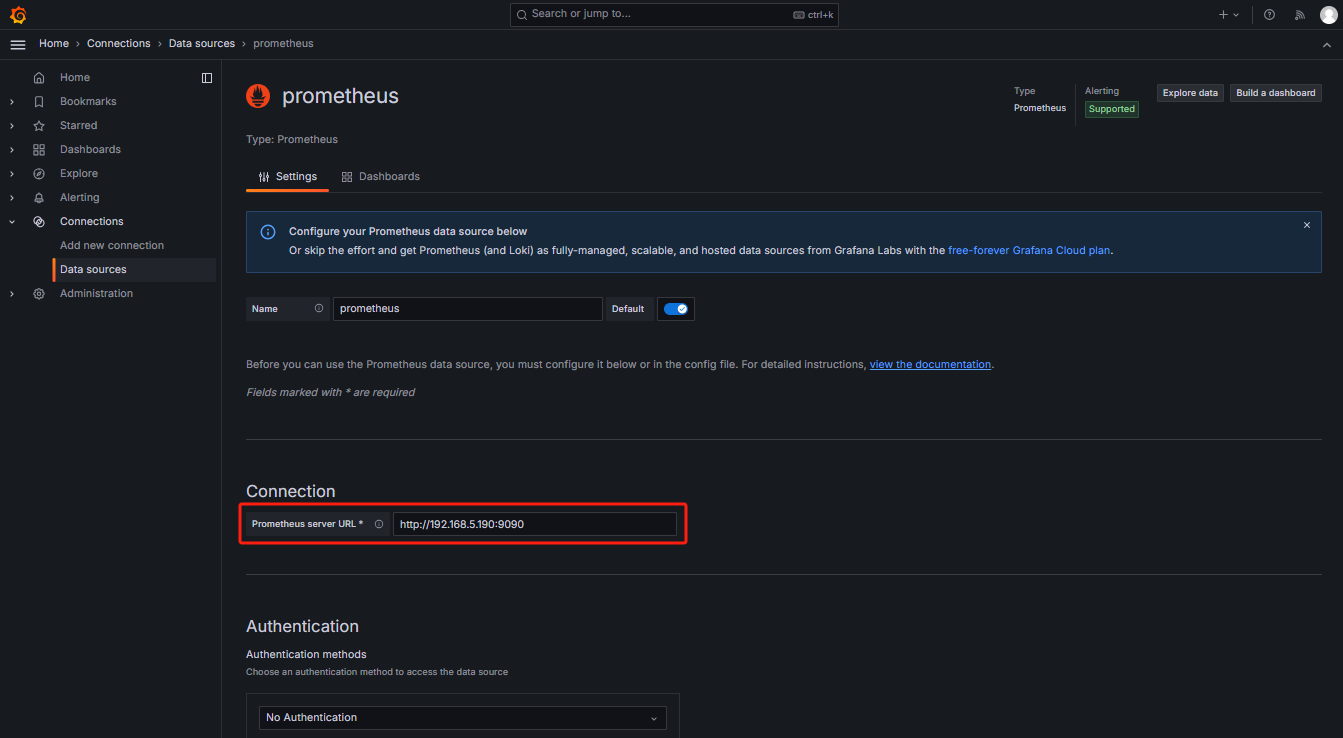 Search or jump to...
ctrl+k
Home › Connections › Data sources › prometheus
Home
Bookmarks
Starred
Dashboards
Explore
Alerting
Connections
Add new connection
Data sources
Administration
prometheus
Type
Prometheus
Alerting
Supported
Explore data
Build a dashboard
Type: Prometheus
Settings
Dashboards
Configure your Prometheus data source below
Or skip the effort and get Prometheus (and Loki) as fully-managed, scalable, and hosted data sources from Grafana Labs with the free-forever Grafana Cloud plan.
Name
prometheus
Default
Before you can use the Prometheus data source, you must configure it below or in the config file. For detailed instructions, view the documentation.
Fields marked with * are required
Connection
Prometheus server URL *
http://192.168.5.190:9090
Authentication
Authentication methods
Choose an authentication method to access the data source
No Authentication